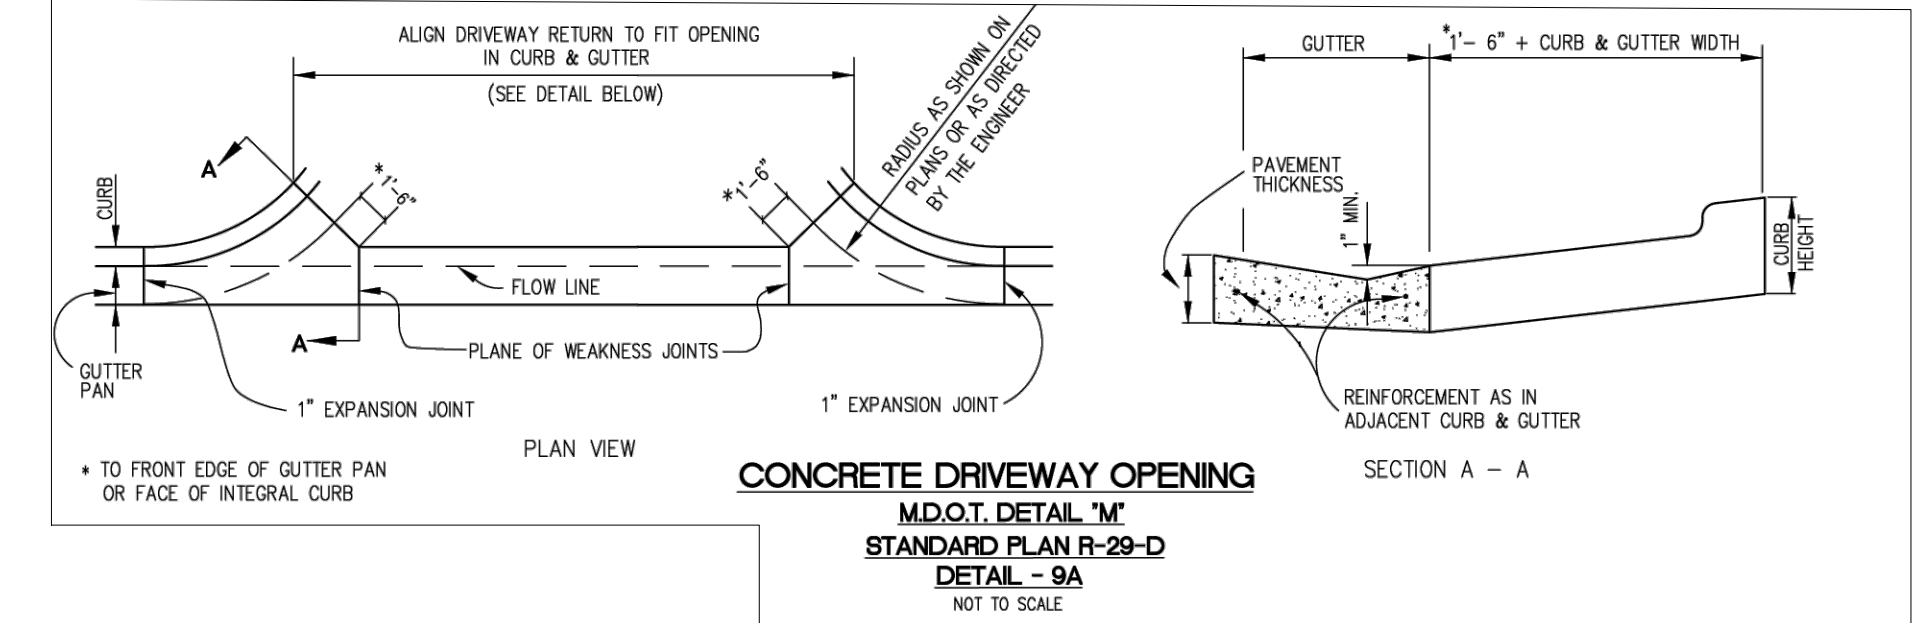 ALIGN DRIVEWAY RETURN TO FIT OPENING
IN CURB & GUTTER
(SEE DETAIL BELOW)
RADIUS AS SHOWN ON
PLANS OR AS DIRECTED
BY THE ENGINEER
A
CURB
*1'-6"
*1'-6"
FLOW LINE
A
PLANE OF WEAKNESS JOINTS
GUTTER
PAN
1" EXPANSION JOINT
1" EXPANSION JOINT
PLAN VIEW
* TO FRONT EDGE OF GUTTER PAN
OR FACE OF INTEGRAL CURB
GUTTER
*1'- 6" + CURB & GUTTER WIDTH
PAVEMENT
THICKNESS
1" MIN.
CURB
HEIGHT
REINFORCEMENT AS IN
ADJACENT CURB & GUTTER
SECTION A - A
CONCRETE DRIVEWAY OPENING
M.D.O.T. DETAIL "M"
STANDARD PLAN R-29-D
DETAIL - 9A
NOT TO SCALE